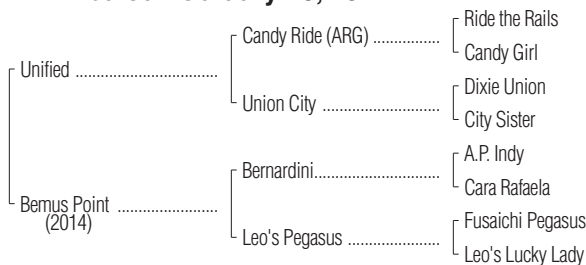 Ride the Rails
Candy Ride (ARG) ....................
Candy Girl
Unified ...................................
Dixie Union
Union City .............................
City Sister
A.P. Indy
Bernardini...............................
Cara Rafaela
Bemus Point .........................
(2014)
Fusaichi Pegasus
Leo's Pegasus .......................
Leo's Lucky Lady